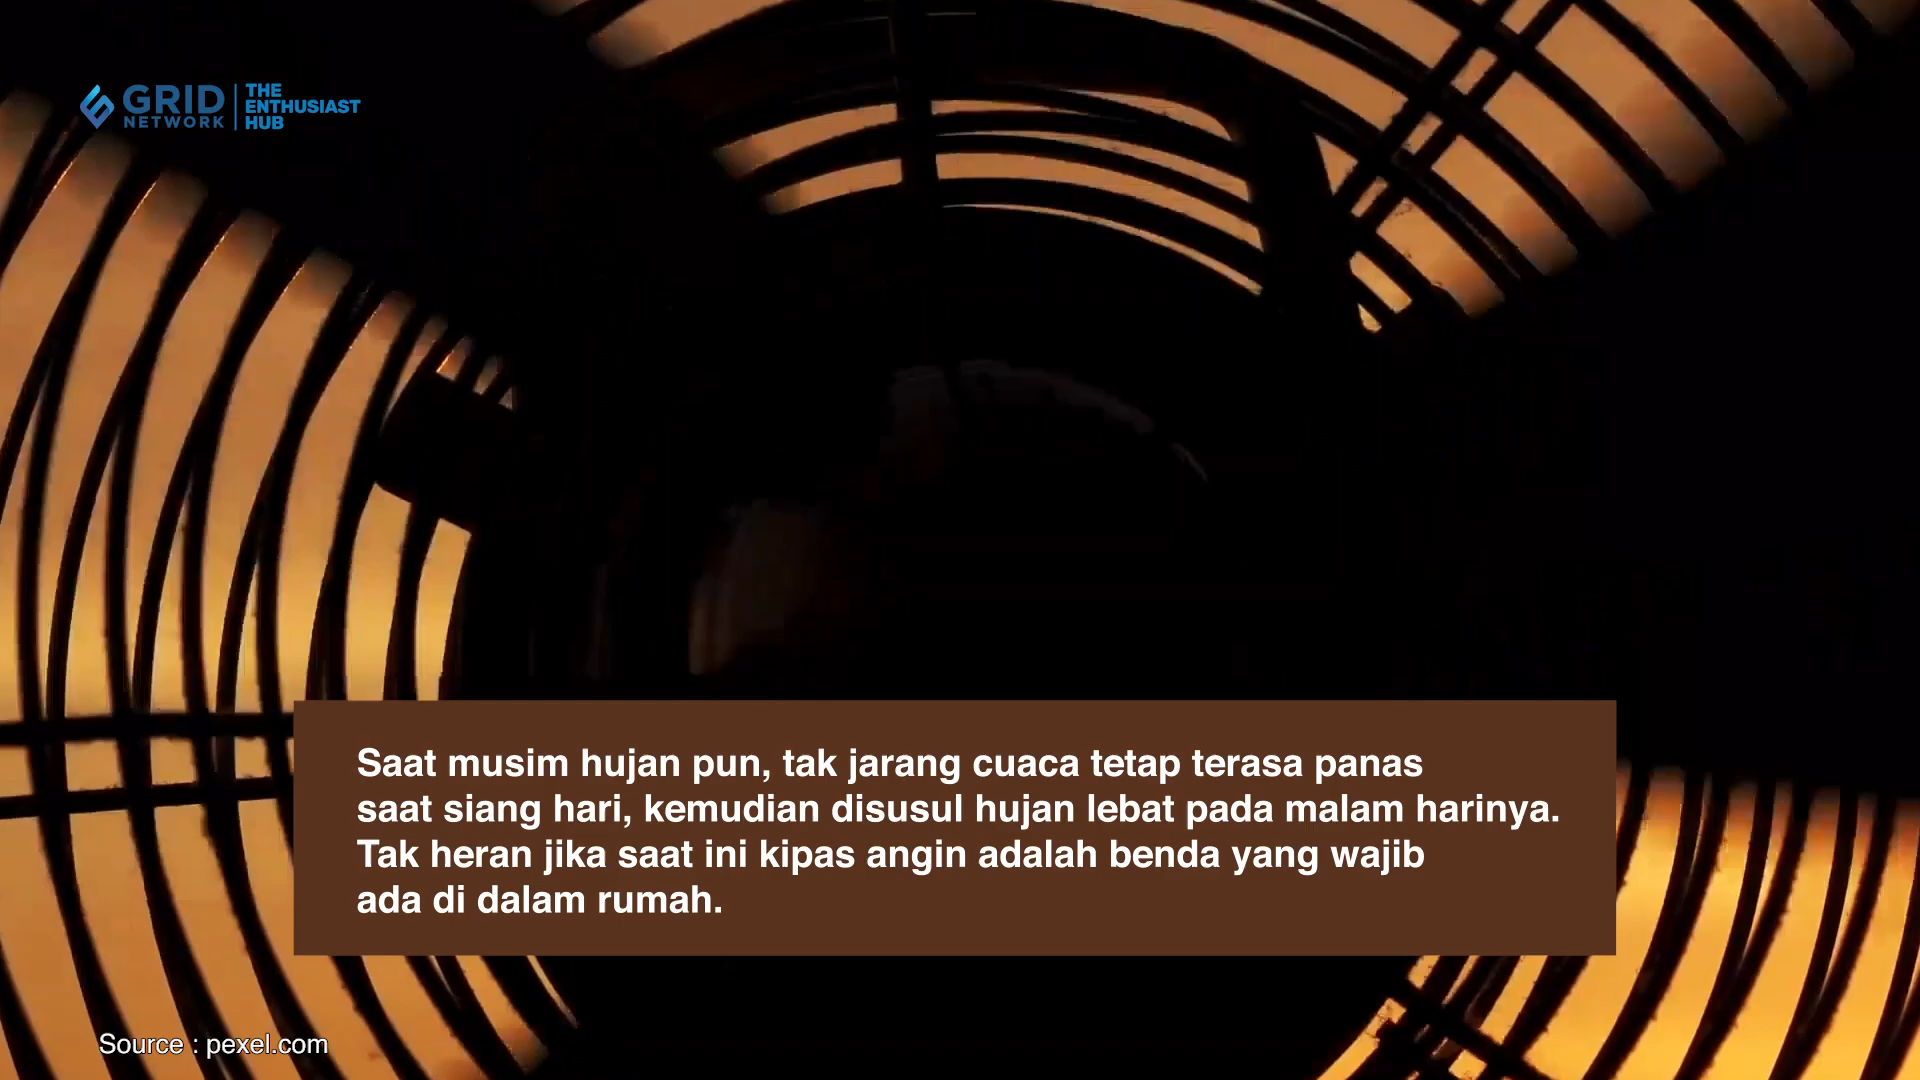 GRID
NETWORK
THE
ENTHUSIAST
HUB
Saat musim hujan pun, tak jarang cuaca tetap terasa panas
saat siang hari, kemudian disusul hujan lebat pada malam harinya.
Tak heran jika saat ini kipas angin adalah benda yang wajib
ada di dalam rumah.
Source : pexel.com